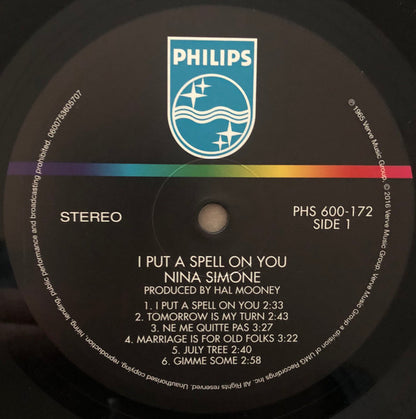 PHILIPS
STEREO
PHS 600-172
SIDE 1
I PUT A SPELL ON YOU
NINA SIMONE
PRODUCED BY HAL MOONEY
1. I PUT A SPELL ON YOU 2:33
2. TOMORROW IS MY TURN 2:43
3. NE ME QUITTE PAS 3:27
4. MARRIAGE IS FOR OLD FOLKS 3:22
5. JULY TREE 2:40
6. GIMME SOME 2:58
℗ 1965 Verve Music Group, © 2016 Verve Music Group. Verve Music Group a division of UMG Recordings Inc. All Rights reserved. Unauthorised copying, reproduction, hiring, lending, public performance and broadcasting prohibited. 0600753605707